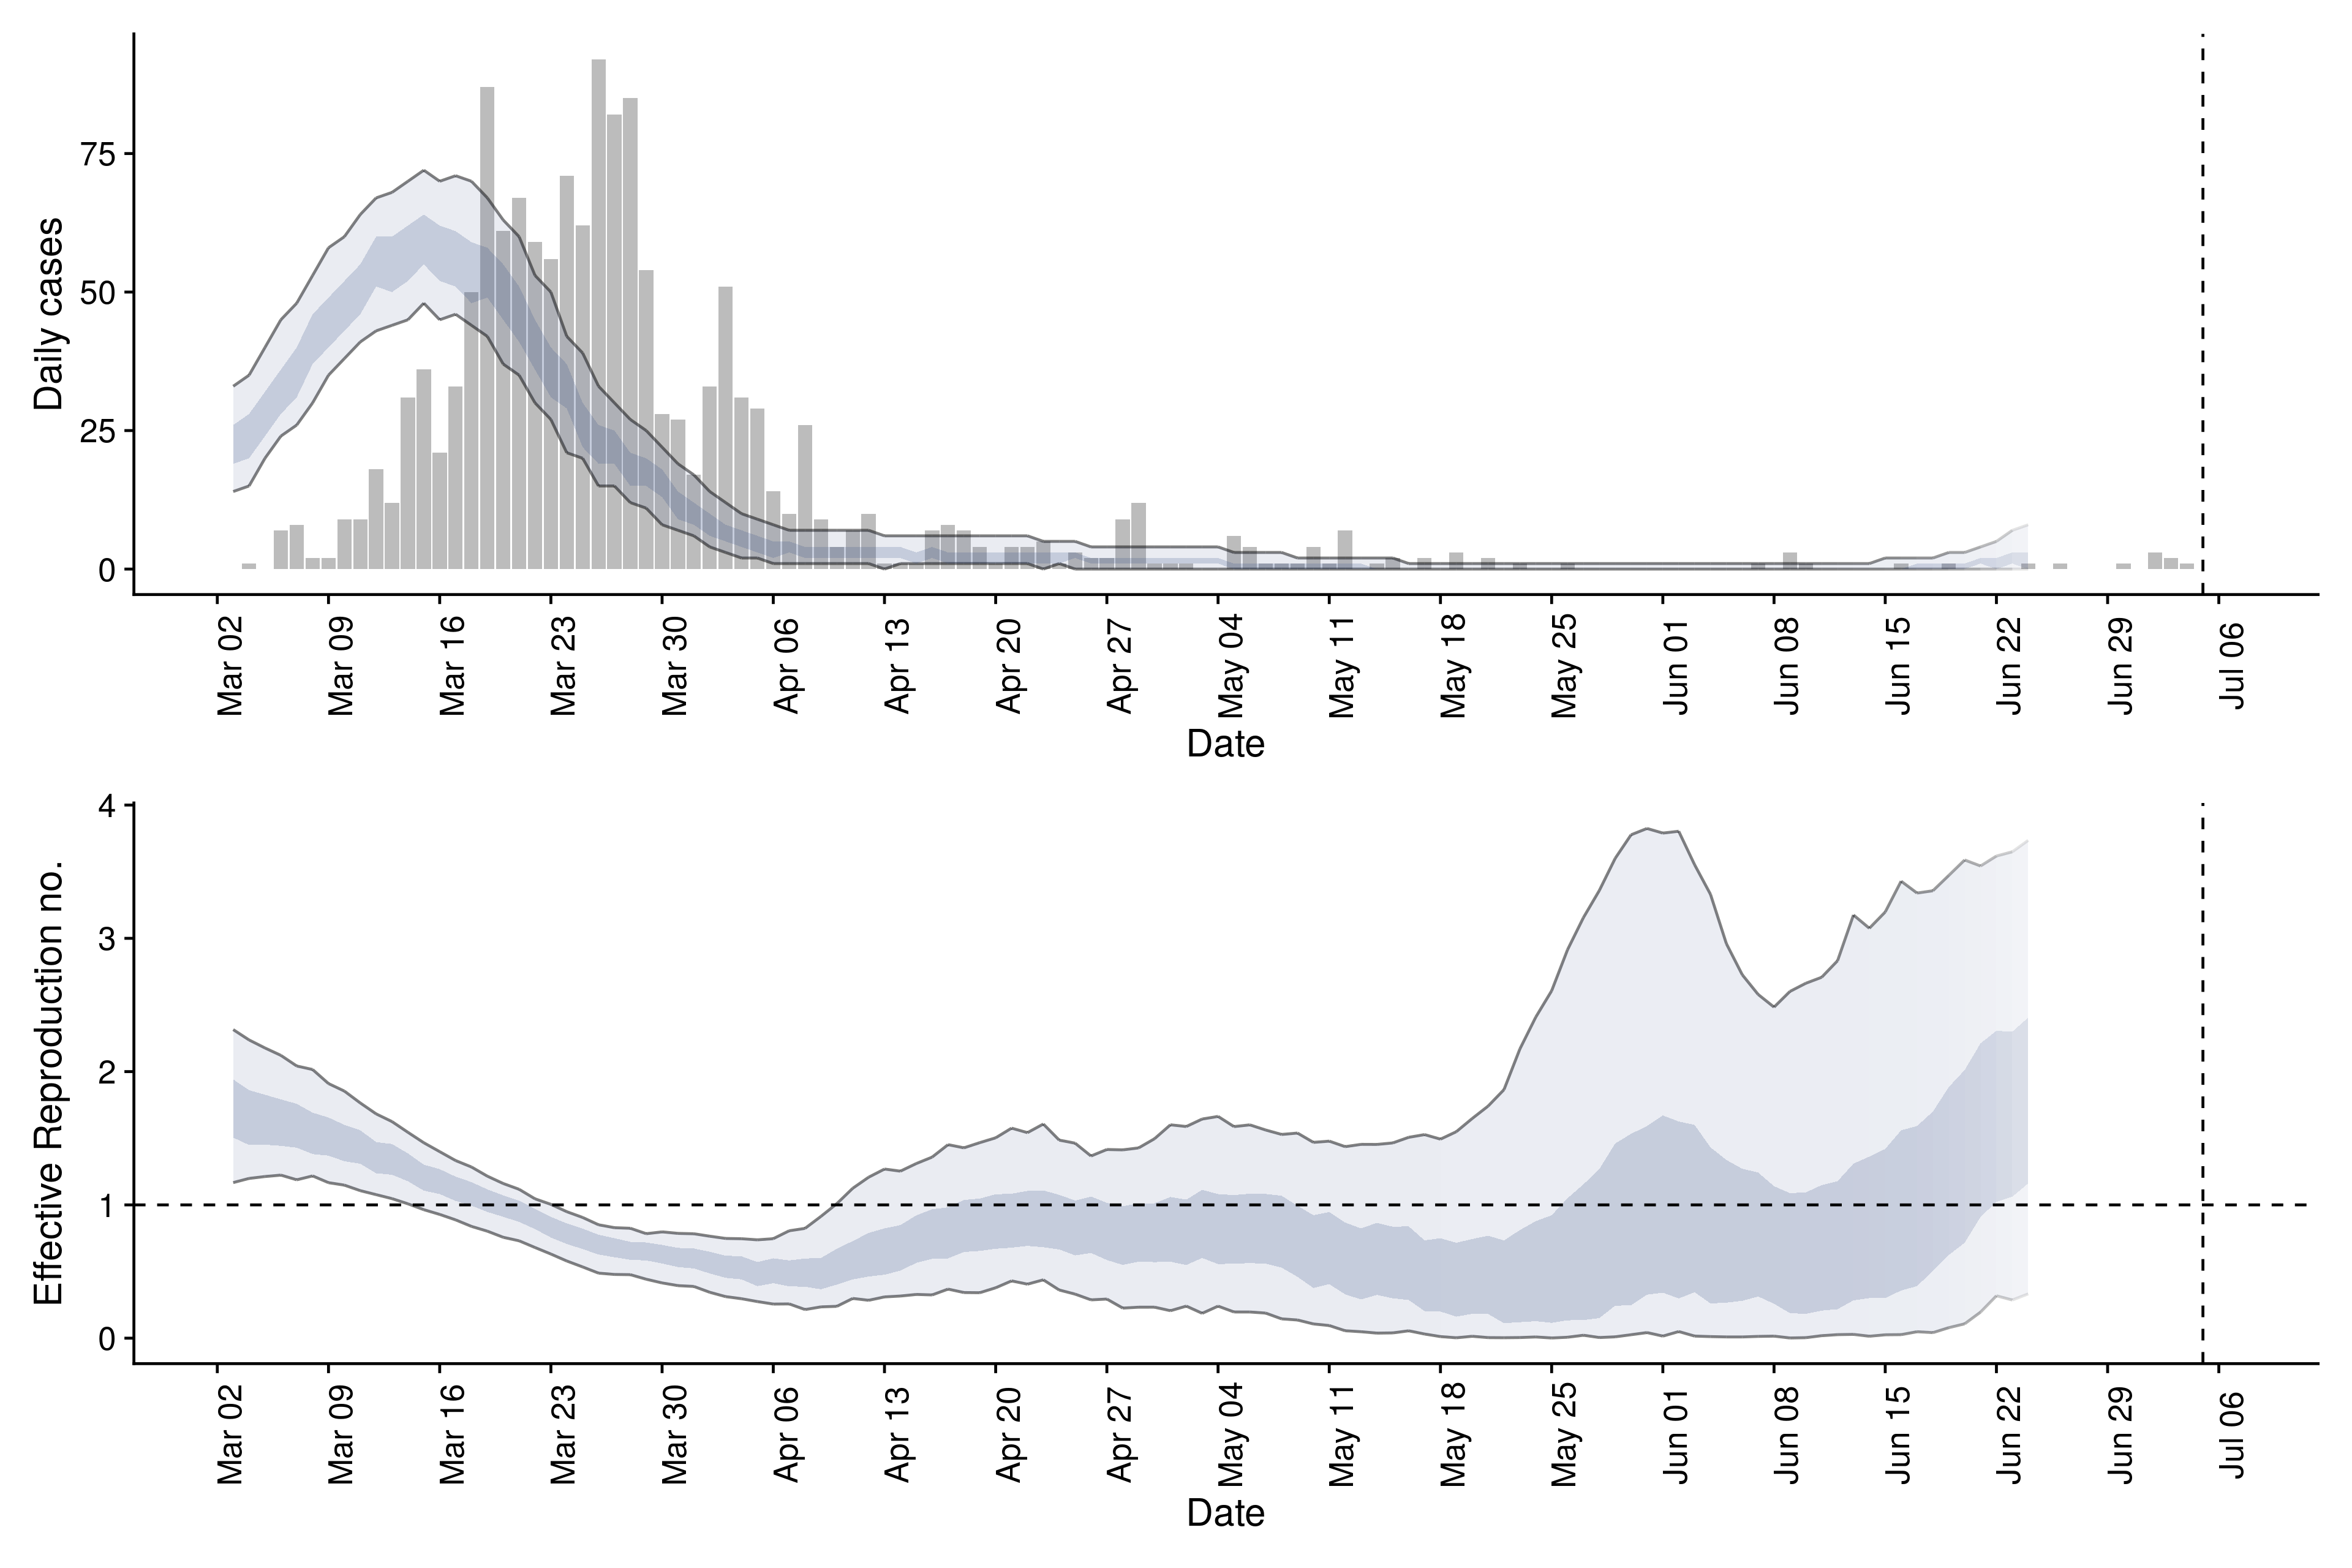 Daily cases
75
50
25
0
Mar 02
Mar 09
Mar 16
Mar 23
Mar 30
Apr 06
Apr 13
Apr 20
Apr 27
May 04
May 11
May 18
May 25
Jun 01
Jun 08
Jun 15
Jun 22
Jun 29
Jul 06
Date
Effective Reproduction no.
4
3
2
1
0
Mar 02
Mar 09
Mar 16
Mar 23
Mar 30
Apr 06
Apr 13
Apr 20
Apr 27
May 04
May 11
May 18
May 25
Jun 01
Jun 08
Jun 15
Jun 22
Jun 29
Jul 06
Date